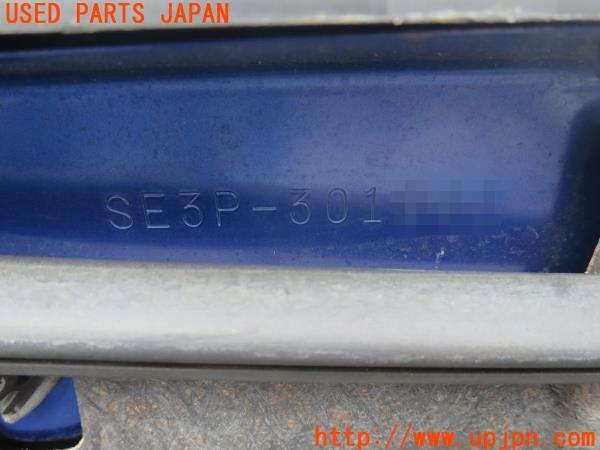 USED PARTS JAPAN
SE3P-301
http://www.upjpn.com/